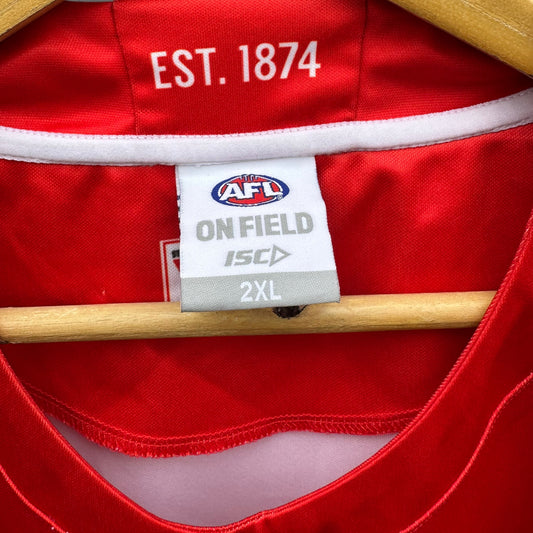 EST. 1874
AFL
ON FIELD
ISC
2XL